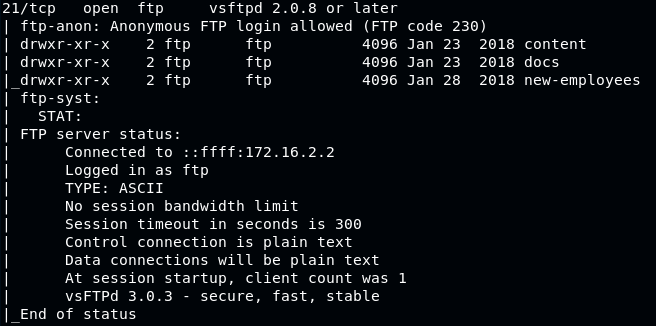 21/tcp   open  ftp     vsftpd 2.0.8 or later
| ftp-anon: Anonymous FTP login allowed (FTP code 230)
| drwxr-xr-x    2 ftp      ftp          4096 Jan 23  2018 content
| drwxr-xr-x    2 ftp      ftp          4096 Jan 23  2018 docs
|_drwxr-xr-x    2 ftp      ftp          4096 Jan 28  2018 new-employees
| ftp-syst:
|   STAT:
| FTP server status:
|      Connected to ::ffff:172.16.2.2
|      Logged in as ftp
|      TYPE: ASCII
|      No session bandwidth limit
|      Session timeout in seconds is 300
|      Control connection is plain text
|      Data connections will be plain text
|      At session startup, client count was 1
|      vsFTPd 3.0.3 - secure, fast, stable
|_End of status